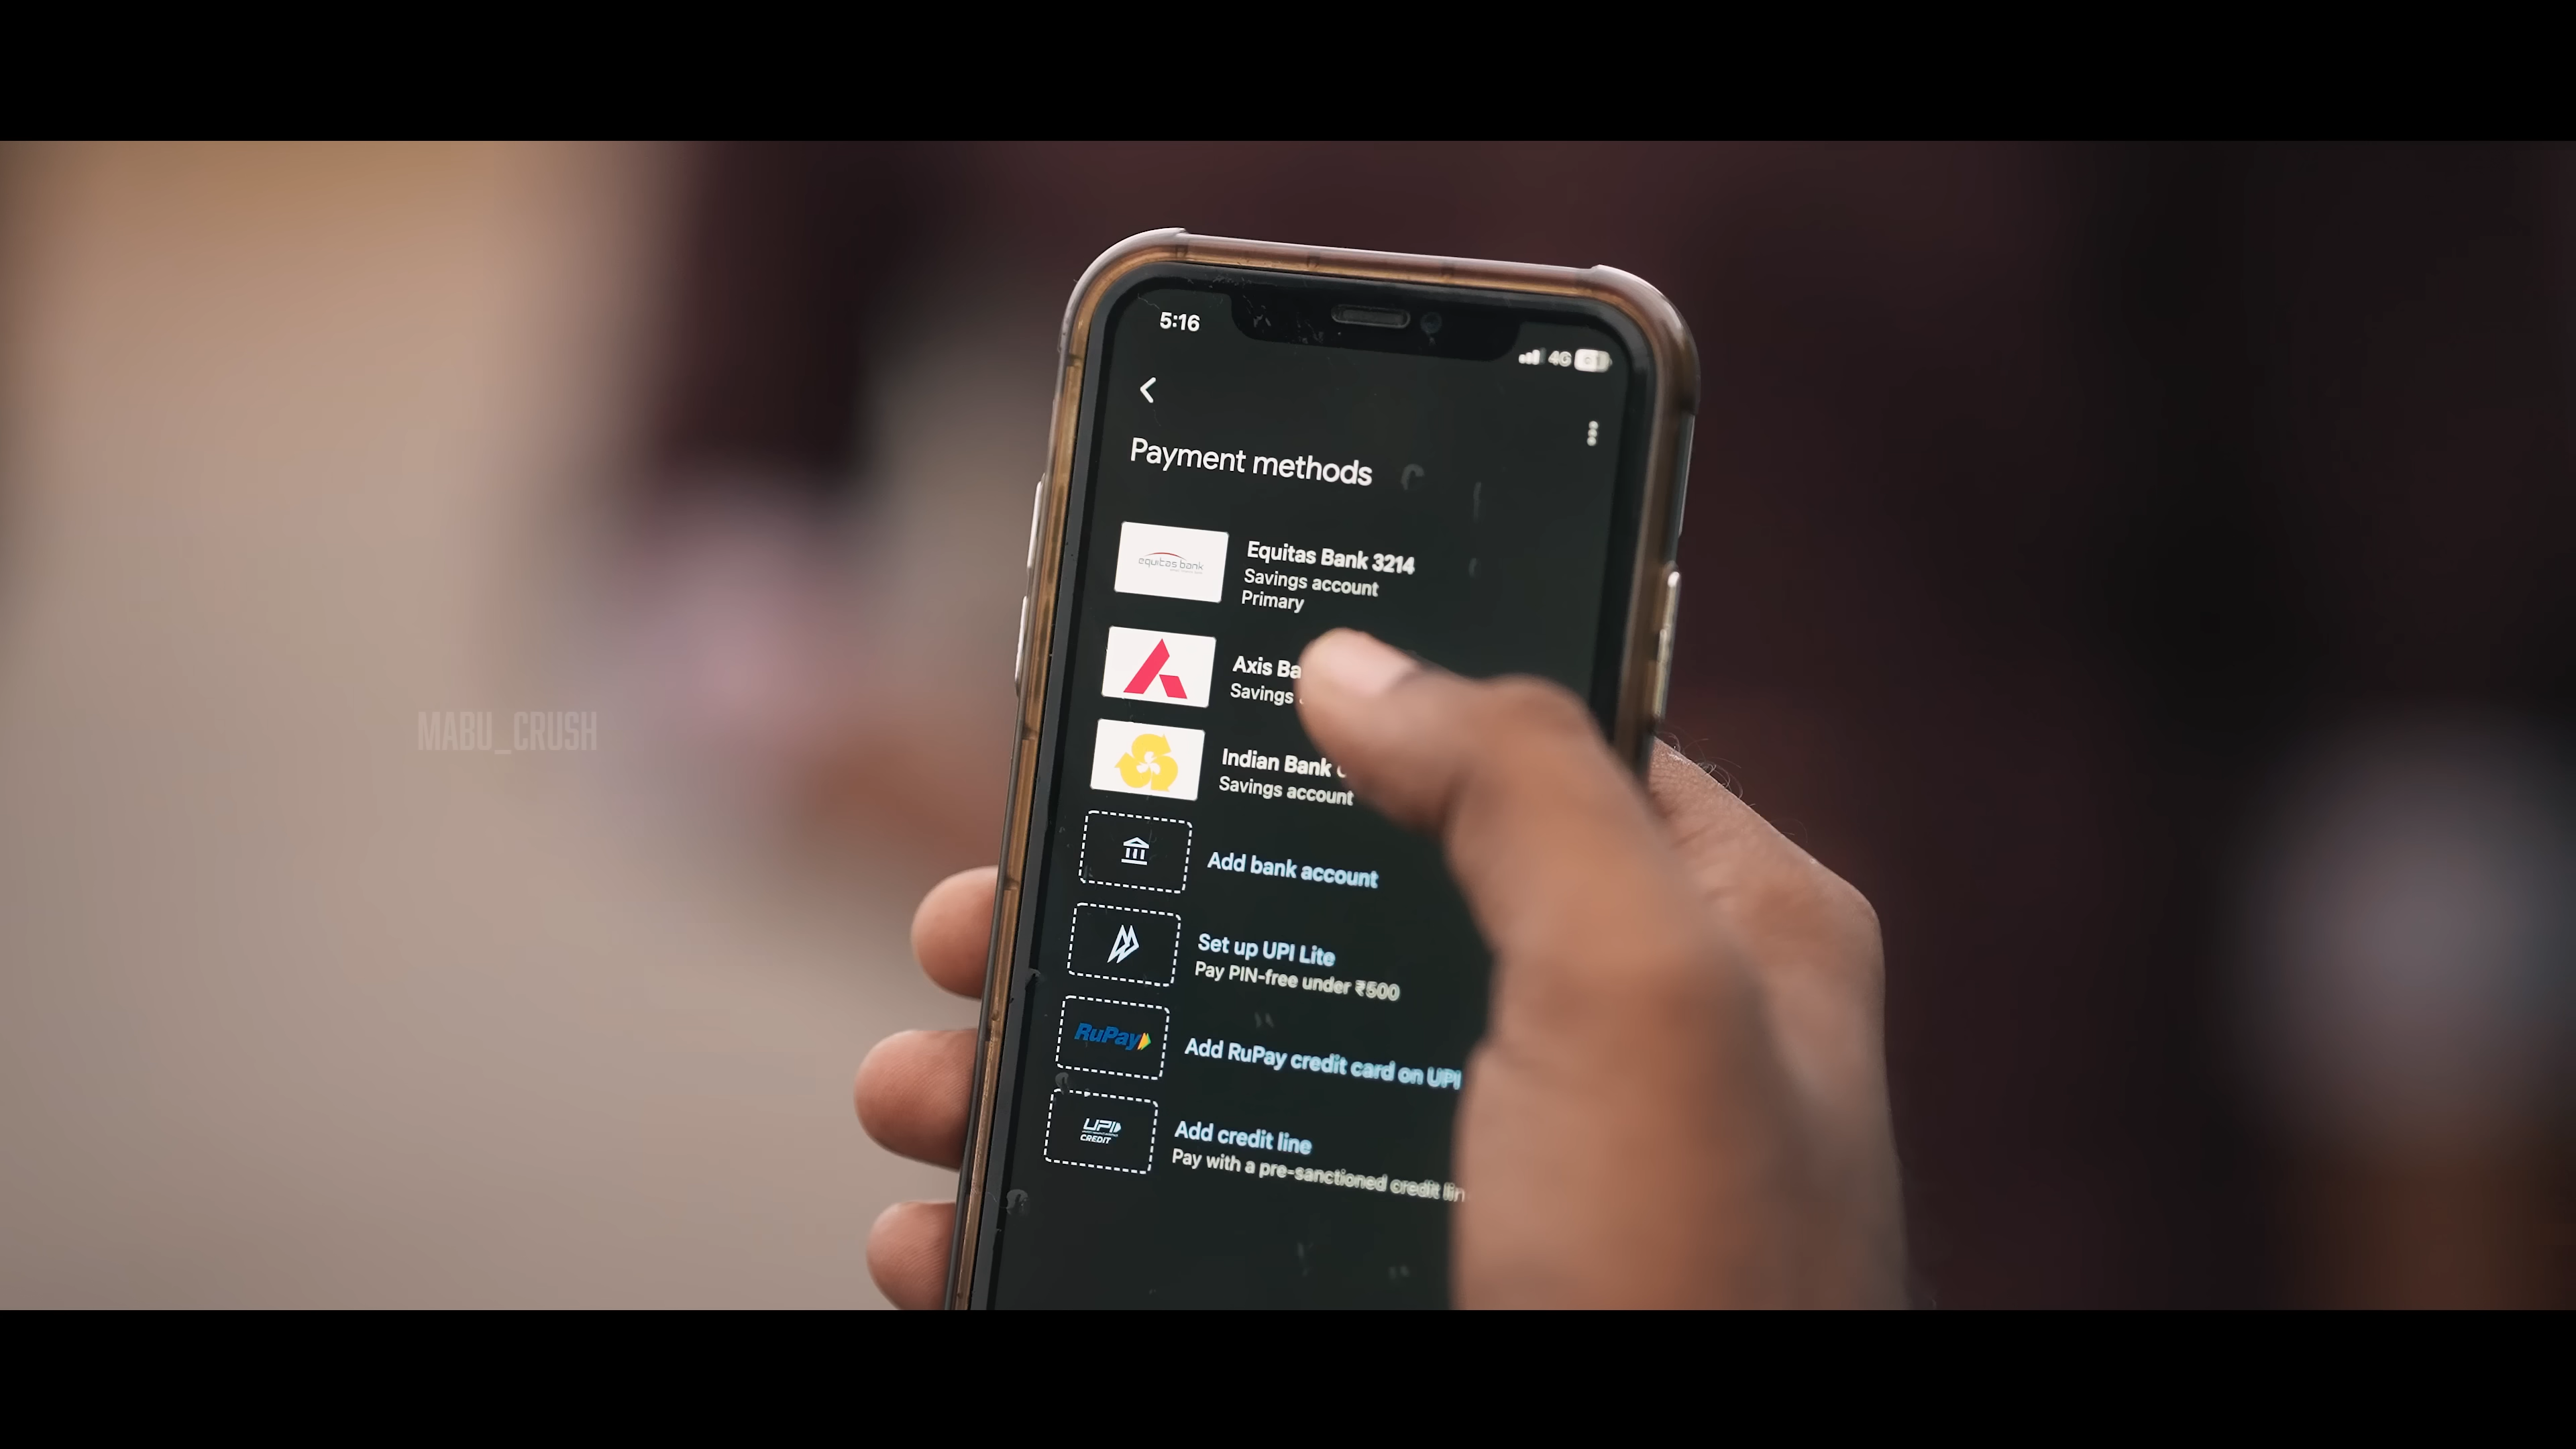 5:16
4G
Payment methods
equitas bank
Equitas Bank 3214
Savings account
Primary
Axis
Savings
Indian Bank
Savings account
Add bank account
Set up UPI Lite
Pay PIN-free under ₹500
RuPay
Add RuPay credit card on UPI
UPI
CREDIT
Add credit line
Pay with a pre-sanctioned credit
MABU_CRUSH